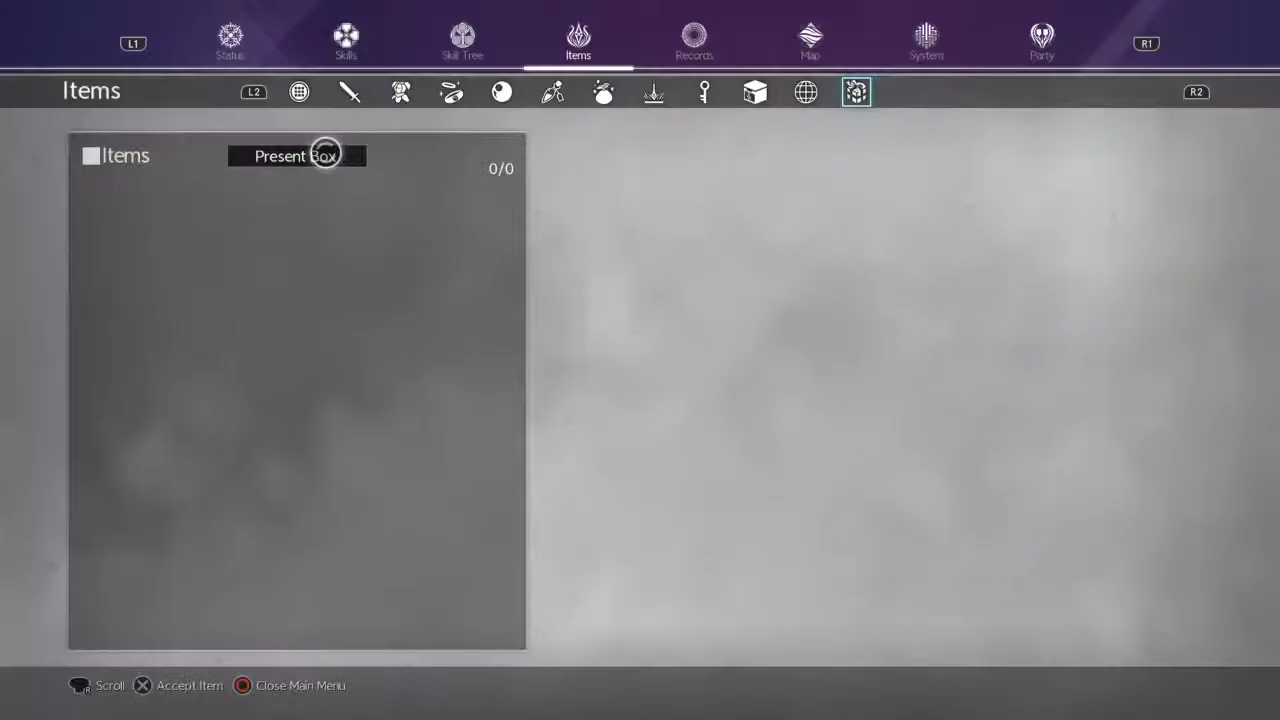 L1
Status
Skills
Skill Tree
Items
Records
Map
System
Party
R1
Items
L2
R2
Items
Present Box
0/0
R
Scroll
Accept Item
Close Main Menu